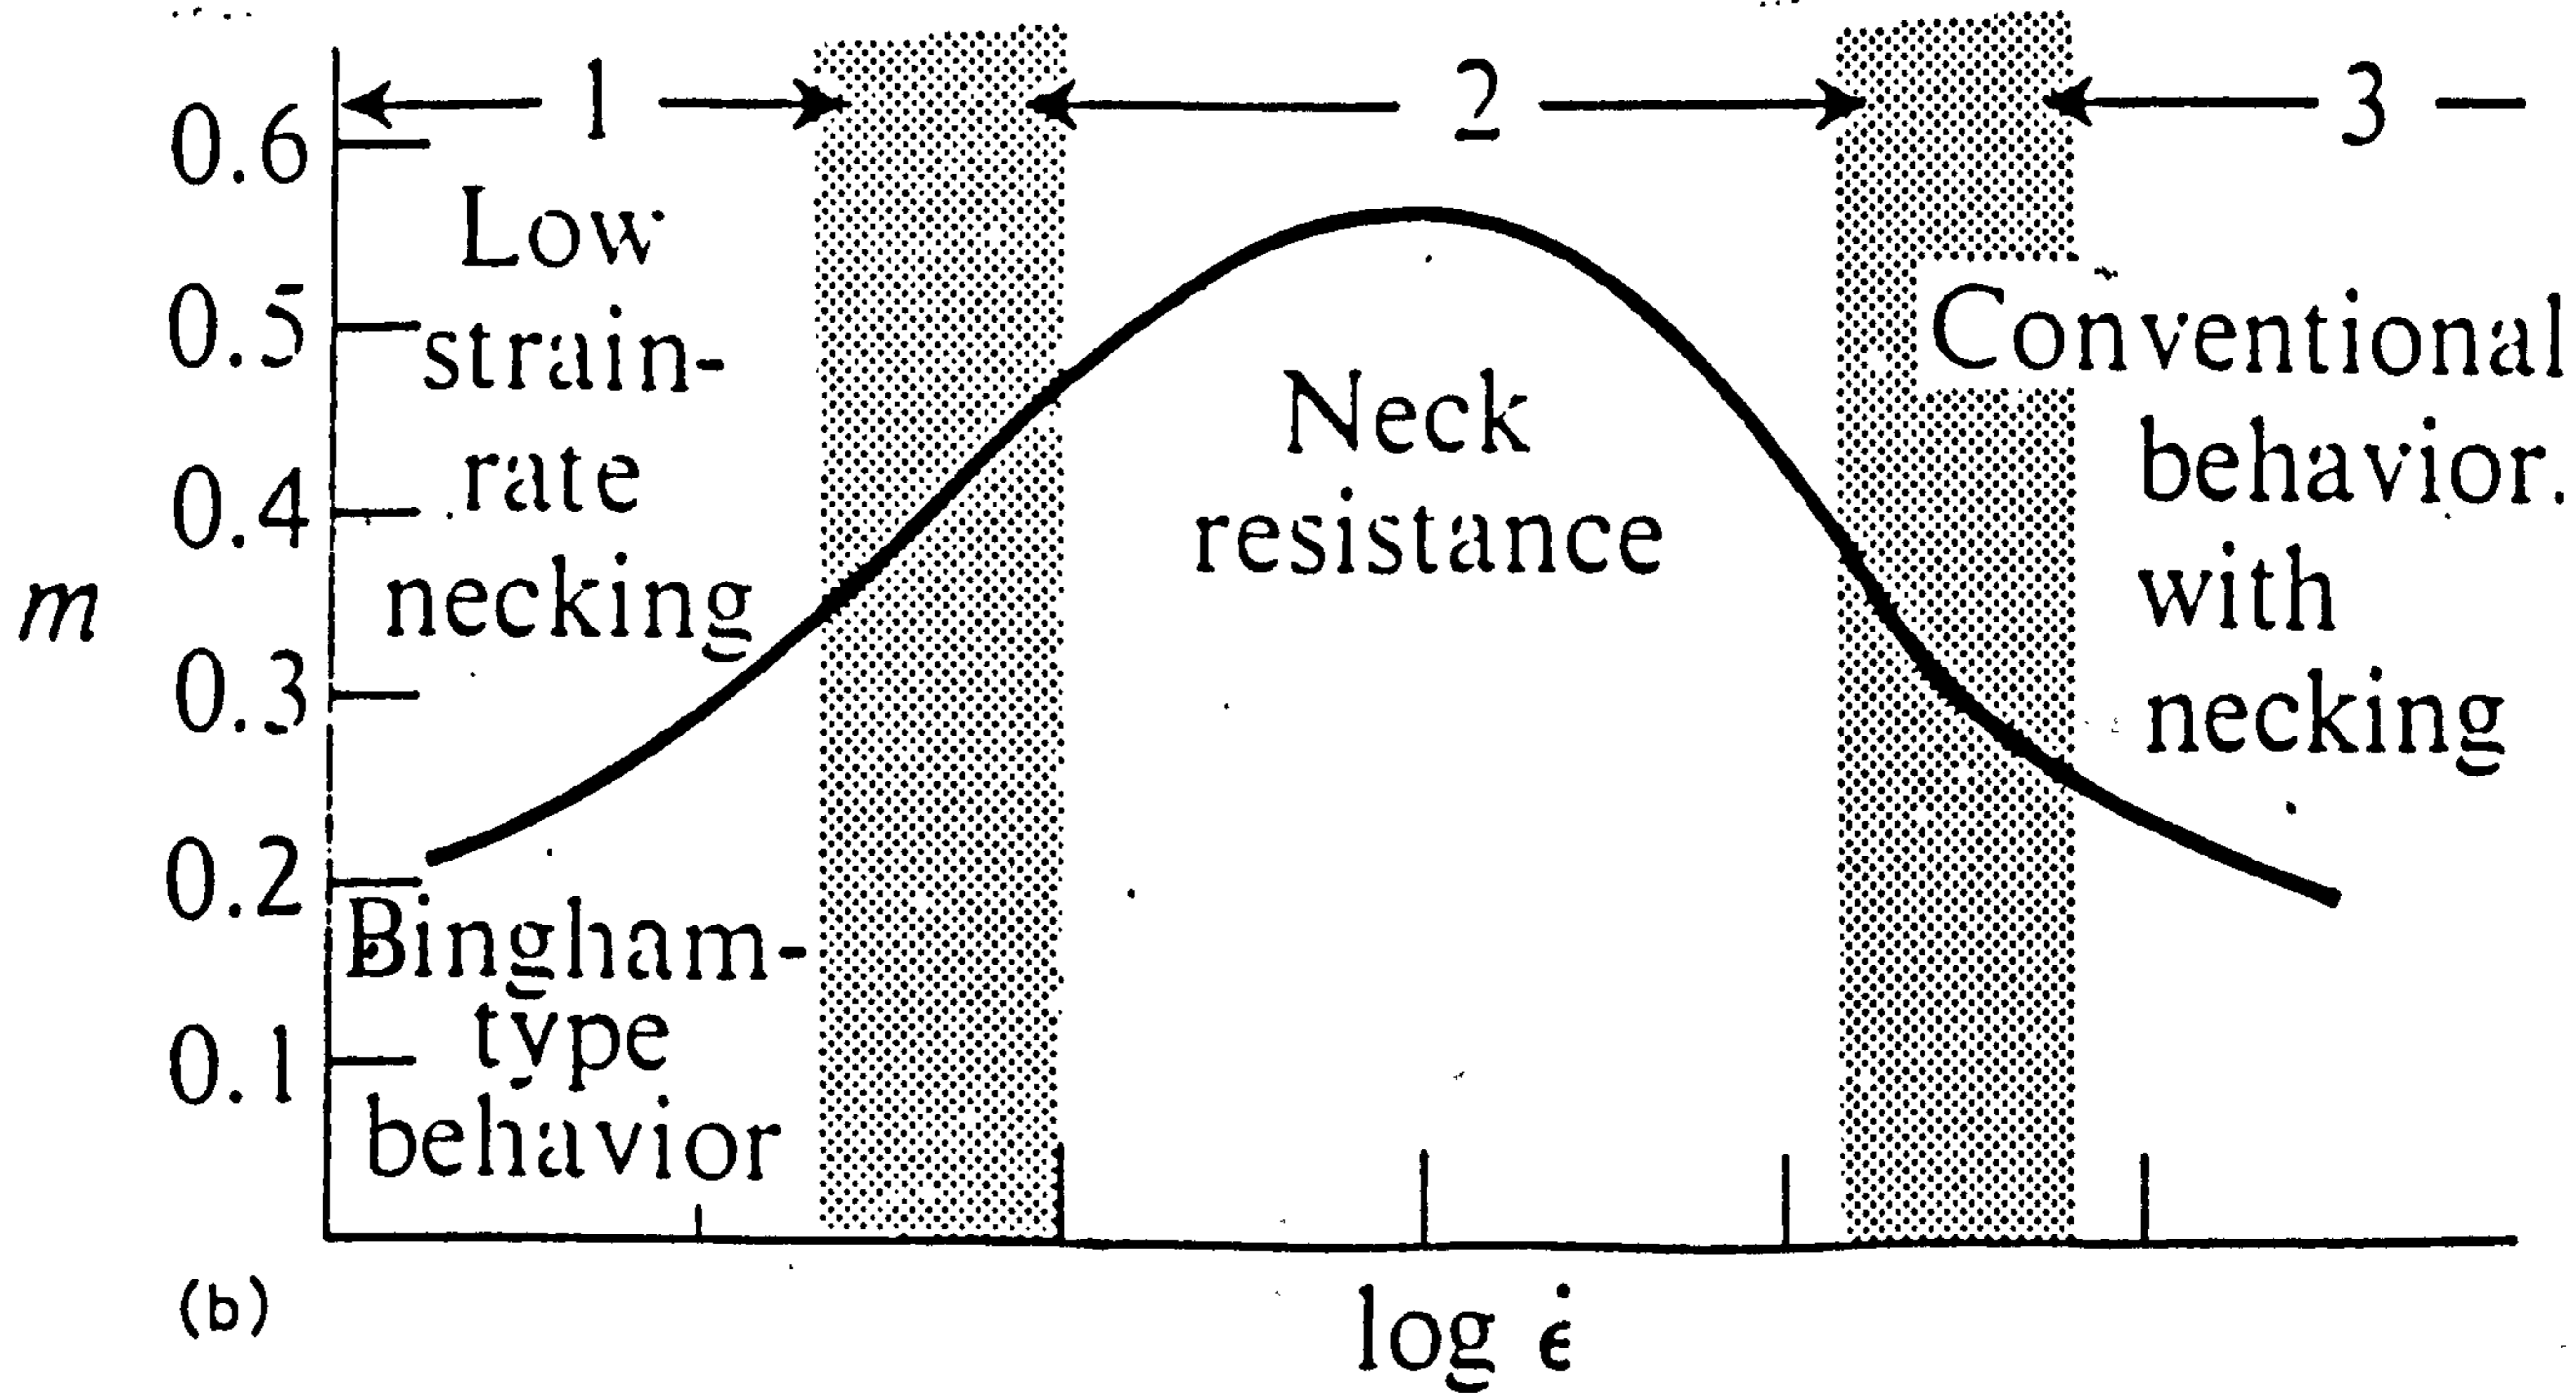 1
2
3
0.6
0.5
0.4
0.3
0.2
0.1
m
Low
strain-
rate
necking
Bingham-
type
behavior
Neck
resistance
Conventional
behavior.
with
necking
(b)
log ε̇